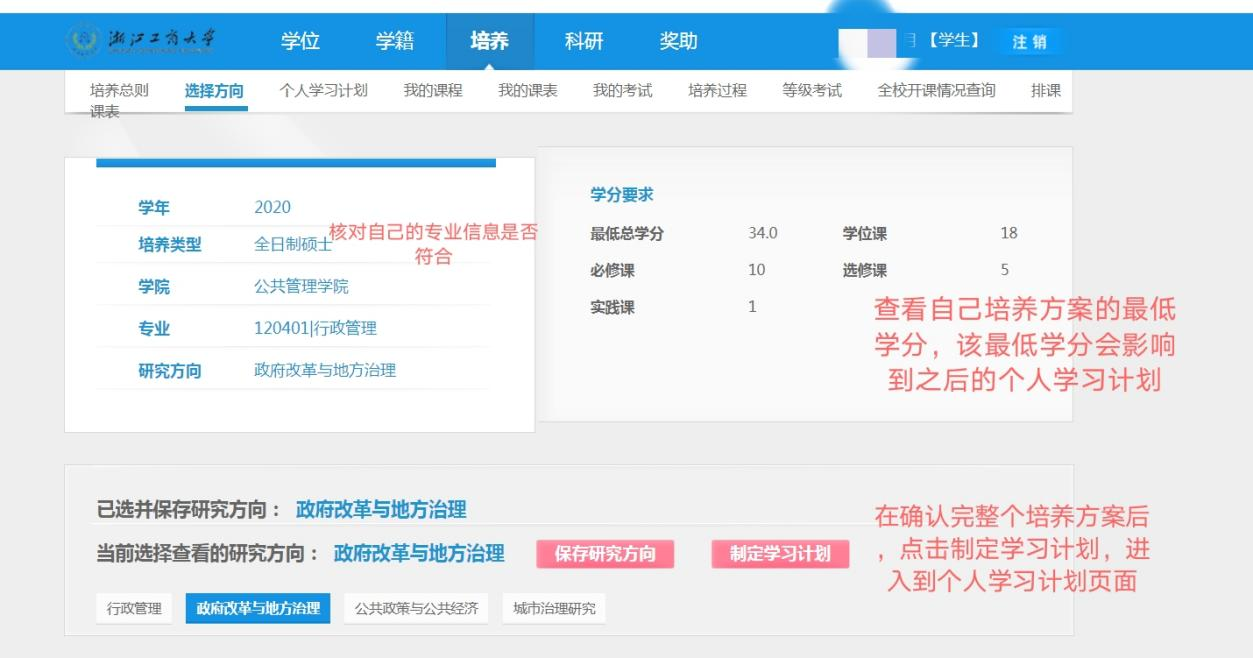 浙江工商大学
学位 学籍 培养 科研 奖助 【学生】 注 销
培养总则 选择方向 个人学习计划 我的课程 我的课表 我的考试 培养过程 等级考试 全校开课情况查询 排课
课表
学年 2020
培养类型 全日制硕士
核对自己的专业信息是否
符合
学院 公共管理学院
专业 120401|行政管理
研究方向 政府改革与地方治理
学分要求
最低总学分 34.0 学位课 18
必修课 10 选修课 5
实践课 1
查看自己培养方案的最低
学分，该最低学分会影响
到之后的个人学习计划
已选并保存研究方向： 政府改革与地方治理
当前选择查看的研究方向： 政府改革与地方治理 保存研究方向 制定学习计划
在确认完整个培养方案后
，点击制定学习计划，进
入到个人学习计划页面
行政管理 政府改革与地方治理 公共政策与公共经济 城市治理研究